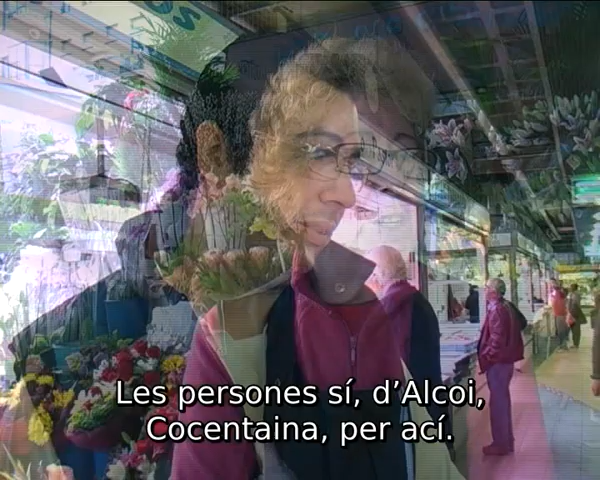 Les persones sí, d’Alcoi,
Cocentaina, per ací.